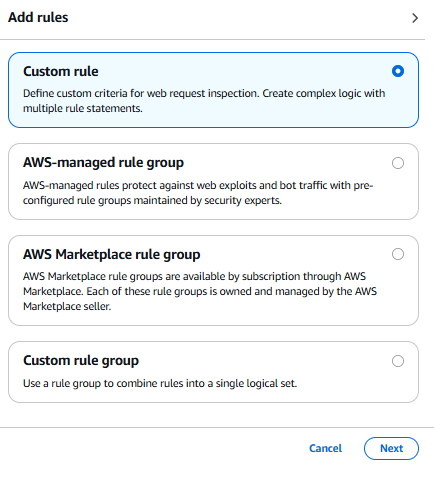 Add rules
Custom rule
Define custom criteria for web request inspection. Create complex logic with
multiple rule statements.
AWS-managed rule group
AWS-managed rules protect against web exploits and bot traffic with pre-
configured rule groups maintained by security experts.
AWS Marketplace rule group
AWS Marketplace rule groups are available by subscription through AWS
Marketplace. Each of these rule groups is owned and managed by the AWS
Marketplace seller.
Custom rule group
Use a rule group to combine rules into a single logical set.
Cancel Next